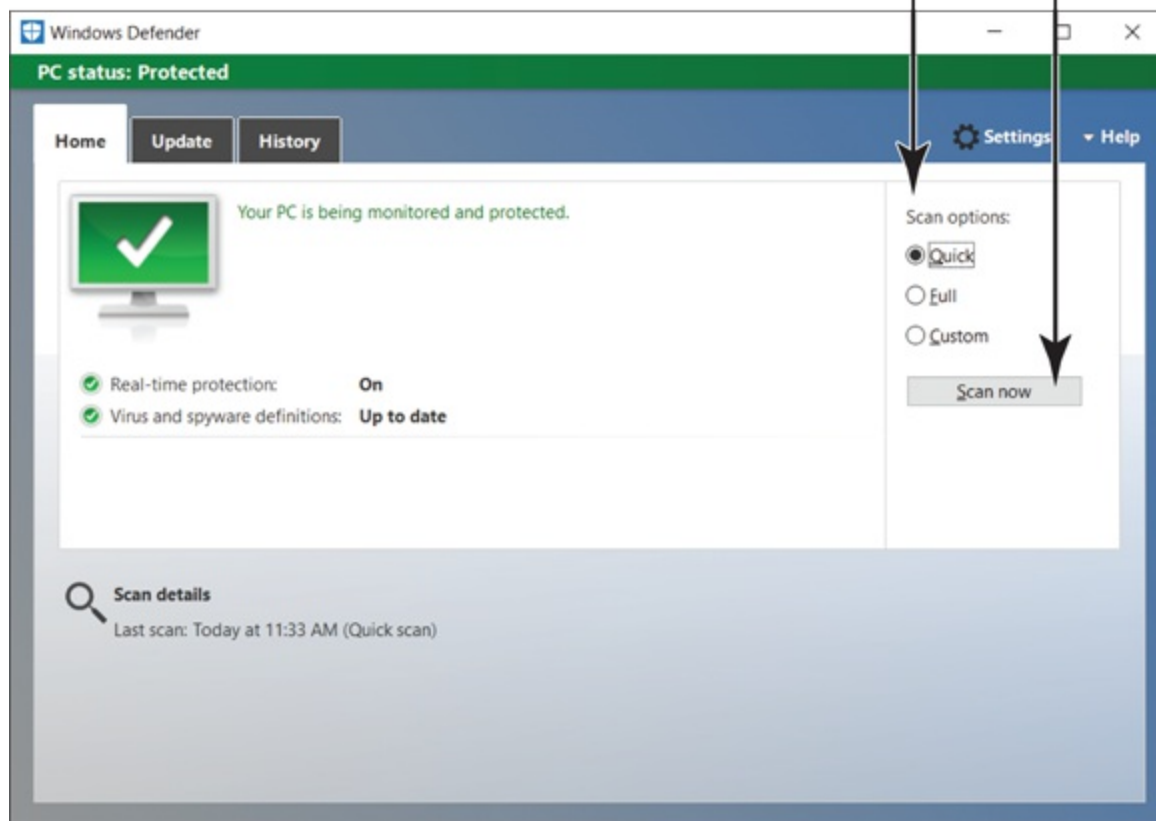 Windows Defender
PC status: Protected
Home Update History Settings Help
Your PC is being monitored and protected.
Scan options:
Quick
Full
Custom
Scan now
Real-time protection: On
Virus and spyware definitions: Up to date
Scan details
Last scan: Today at 11:33 AM (Quick scan)